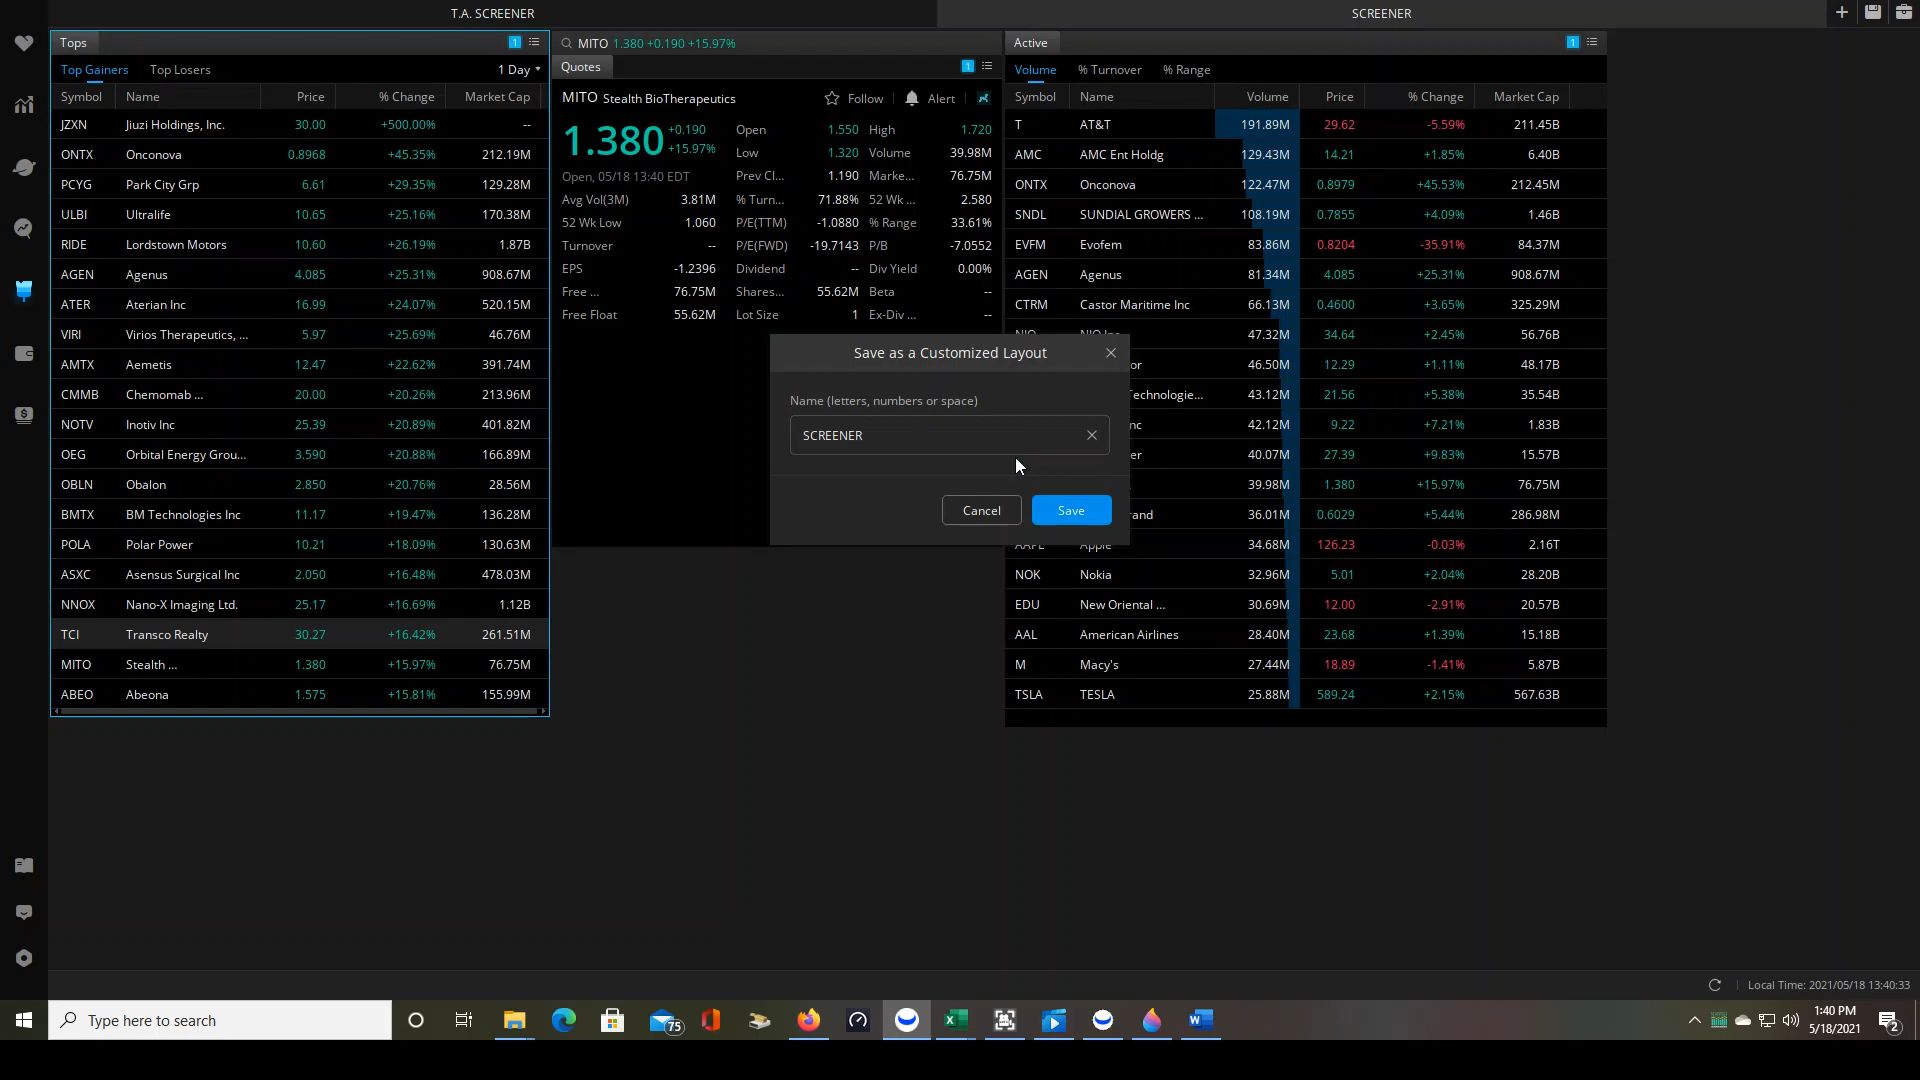 T.A. SCREENER
SCREENER
Tops
1
Top Gainers Top Losers 1 Day
Symbol Name Price % Change Market Cap
JZXN Jiuzi Holdings, Inc. 30.00 +500.00% --
ONTX Onconova 0.8968 +45.35% 212.19M
PCYG Park City Grp 6.61 +29.35% 129.28M
ULBI Ultralife 10.65 +25.16% 170.38M
RIDE Lordstown Motors 10.60 +26.19% 1.87B
AGEN Agenus 4.085 +25.31% 908.67M
ATER Aterian Inc 16.99 +24.07% 520.15M
VIRI Virios Therapeutics, ... 5.97 +25.69% 46.76M
AMTX Aemetis 12.47 +22.62% 391.74M
CMMB Chemomab ... 20.00 +20.26% 213.96M
NOTV Inotiv Inc 25.39 +20.89% 401.82M
OEG Orbital Energy Grou... 3.590 +20.88% 166.89M
OBLN Obalon 2.850 +20.76% 28.56M
BMTX BM Technologies Inc 11.17 +19.47% 136.28M
POLA Polar Power 10.21 +18.09% 130.63M
ASXC Asensus Surgical Inc 2.050 +16.48% 478.03M
NNOX Nano-X Imaging Ltd. 25.17 +16.69% 1.12B
TCI Transco Realty 30.27 +16.42% 261.51M
MITO Stealth ... 1.380 +15.97% 76.75M
ABEO Abeona 1.575 +15.81% 155.99M
MITO 1.380 +0.190 +15.97%
Quotes
1
MITO Stealth BioTherapeutics Follow Alert
1.380 +0.190 +15.97%
Open, 05/18 13:40 EDT
Open 1.550 High 1.720
Low 1.320 Volume 39.98M
Prev Cl... 1.190 Marke... 76.75M
Avg Vol(3M) 3.81M % Turn... 71.88% 52 Wk ... 2.580
52 Wk Low 1.060 P/E(TTM) -1.0880 % Range 33.61%
Turnover -- P/E(FWD) -19.7143 P/B -7.0552
EPS -1.2396 Dividend -- Div Yield 0.00%
Free ... 76.75M Shares... 55.62M Beta --
Free Float 55.62M Lot Size 1 Ex-Div ... --
Save as a Customized Layout
Name (letters, numbers or space)
SCREENER
Cancel Save
Active
1
Volume % Turnover % Range
Symbol Name Volume Price % Change Market Cap
T AT&T 191.89M 29.62 -5.59% 211.45B
AMC AMC Ent Holdg 129.43M 14.21 +1.85% 6.40B
ONTX Onconova 122.47M 0.8979 +45.53% 212.45M
SNDL SUNDIAL GROWERS ... 108.19M 0.7855 +4.09% 1.46B
EVFM Evofem 83.86M 0.8204 -35.91% 84.37M
AGEN Agenus 81.34M 4.085 +25.31% 908.67M
CTRM Castor Maritime Inc 66.13M 0.4600 +3.65% 325.29M
NIO NIO Inc 47.32M 34.64 +2.45% 56.76B
or 46.50M 12.29 +1.11% 48.17B
Technologie... 43.12M 21.56 +5.38% 35.54B
nc 42.12M 9.22 +7.21% 1.83B
er 40.07M 27.39 +9.83% 15.57B
39.98M 1.380 +15.97% 76.75M
rand 36.01M 0.6029 +5.44% 286.98M
AAPL Apple 34.68M 126.23 -0.03% 2.16T
NOK Nokia 32.96M 5.01 +2.04% 28.20B
EDU New Oriental ... 30.69M 12.00 -2.91% 20.57B
AAL American Airlines 28.40M 23.68 +1.39% 15.18B
M Macy's 27.44M 18.89 -1.41% 5.87B
TSLA TESLA 25.88M 589.24 +2.15% 567.63B
Local Time: 2021/05/18 13:40:33
Type here to search
75
1:40 PM
5/18/2021
2